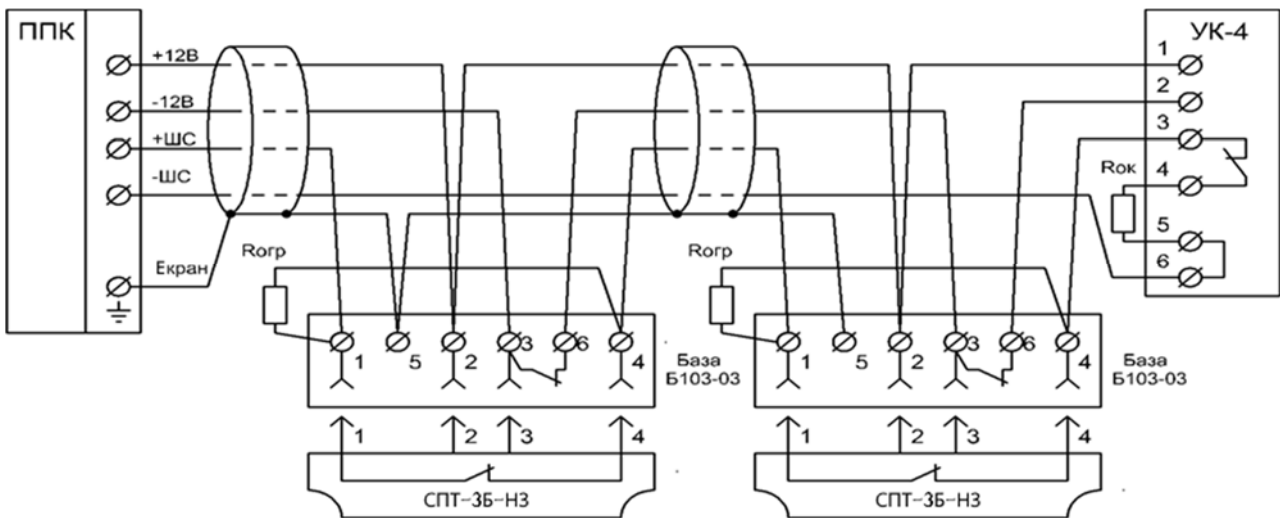 ППК
УК-4
+12В
-12В
+ШС
-ШС
Екран
1
2
3
4
5
6
Rок
Rогр
Rогр
1 5 2 3 6 4
База
Б103-03
1 5 2 3 6 4
База
Б103-03
1 2 3 4
1 2 3 4
СПТ-3Б-НЗ
СПТ-3Б-НЗ